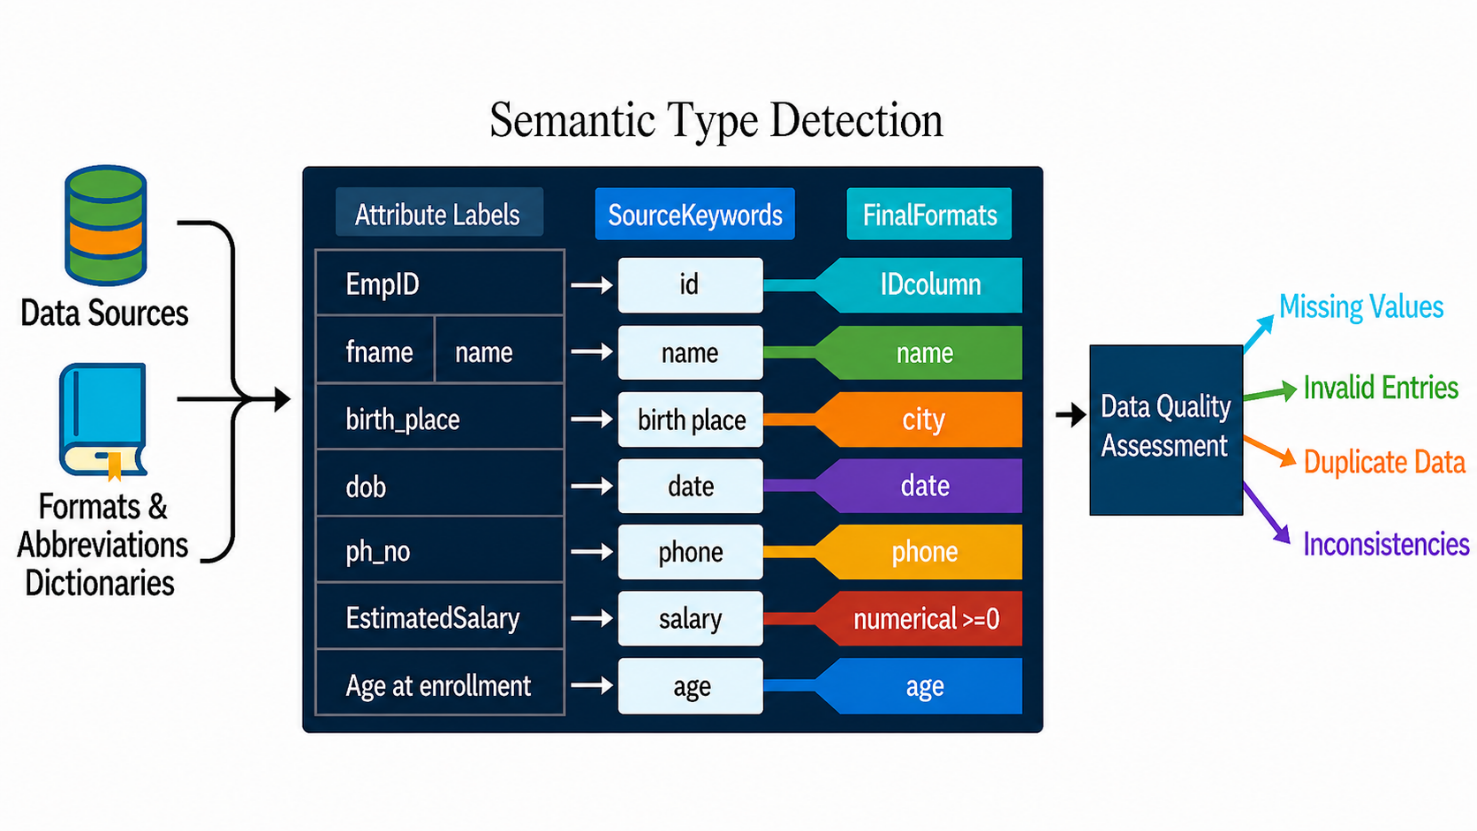 Semantic Type Detection
Data Sources
Formats &
Abbreviations
Dictionaries
Attribute Labels
SourceKeywords
FinalFormats
EmpID
id
IDcolumn
fname
name
name
name
birth_place
birth place
city
dob
date
date
ph_no
phone
phone
EstimatedSalary
salary
numerical >=0
Age at enrollment
age
age
Data Quality
Assessment
Missing Values
Invalid Entries
Duplicate Data
Inconsistencies